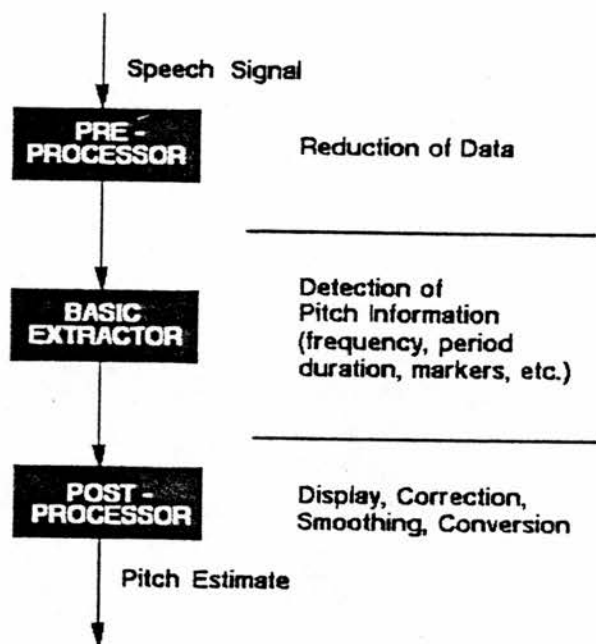 Speech Signal
PRE-
PROCESSOR
Reduction of Data
BASIC
EXTRACTOR
Detection of
Pitch Information
(frequency, period
duration, markers, etc.)
POST-
PROCESSOR
Display, Correction,
Smoothing, Conversion
Pitch Estimate